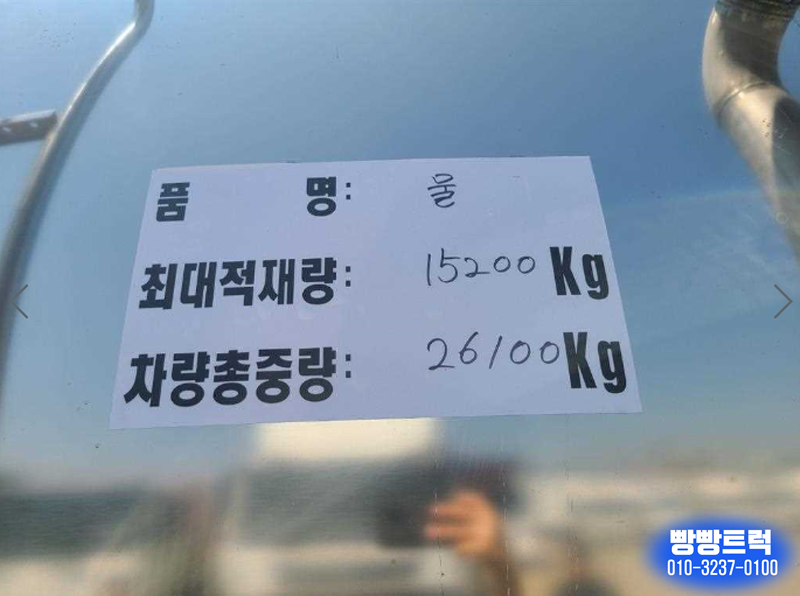 품 명: 물
최대적재량: 15200 Kg
차량총중량: 26100 Kg
빵빵트럭
010-3237-0100